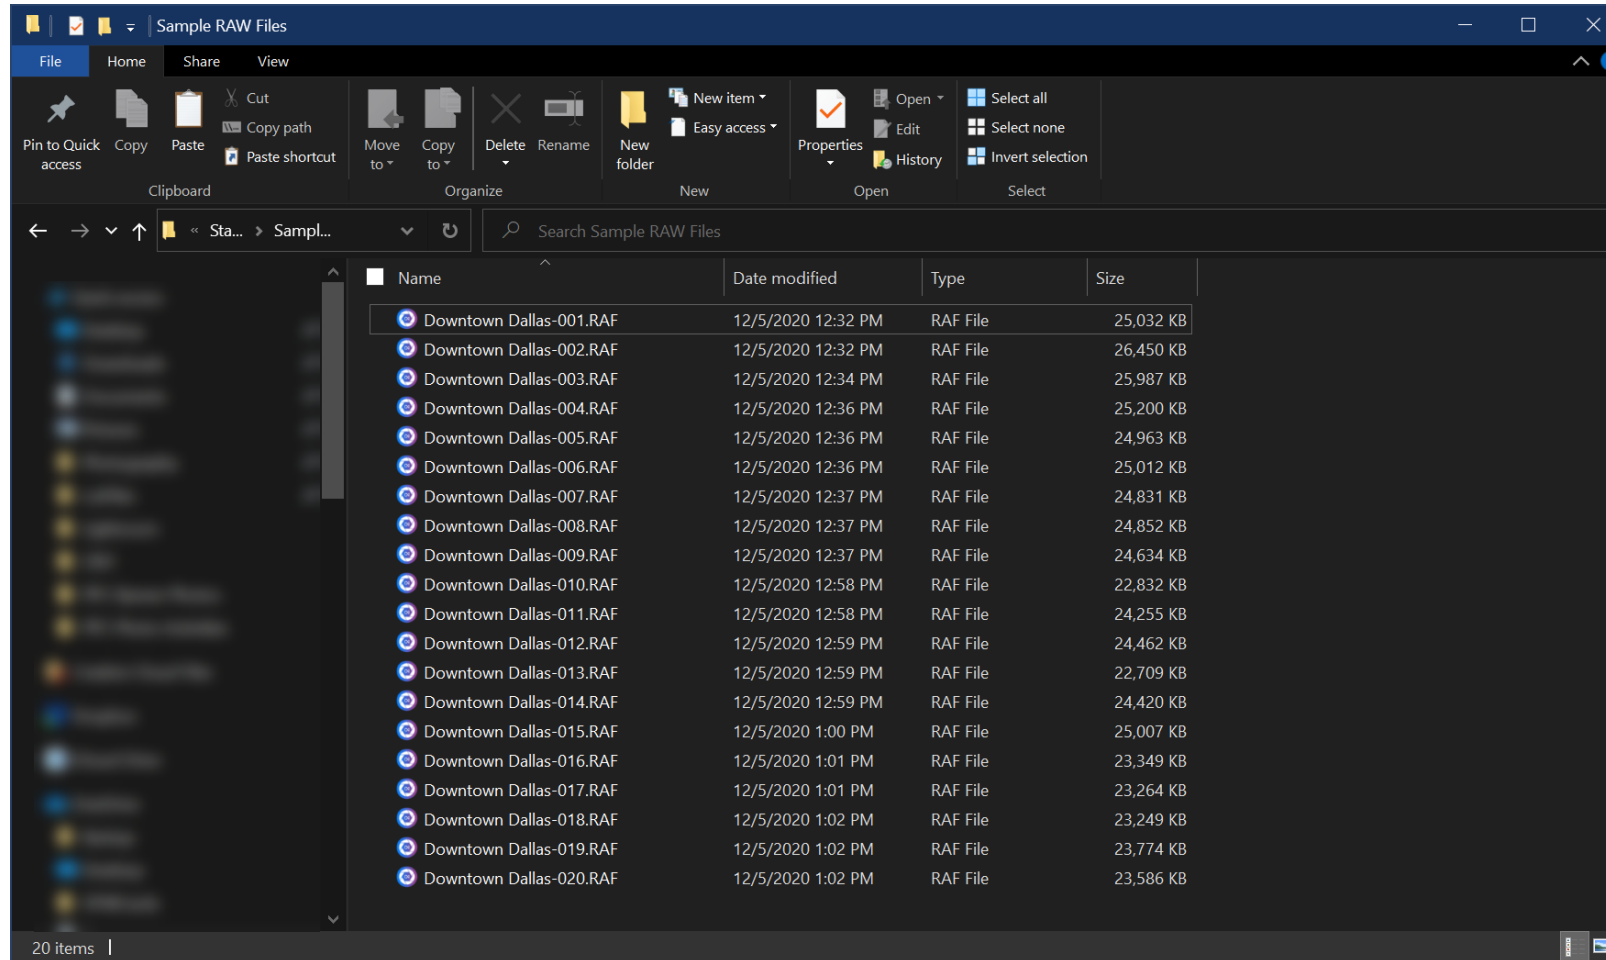 Sample RAW Files
File Home Share View
Pin to Quick access
Copy
Paste
Cut
Copy path
Paste shortcut
Clipboard
Move to
Copy to
Delete
Rename
Organize
New folder
New item
Easy access
New
Properties
Open
Edit
History
Open
Select all
Select none
Invert selection
Select
« Sta... > Sampl...
Search Sample RAW Files
Name Date modified Type Size
Downtown Dallas-001.RAF 12/5/2020 12:32 PM RAF File 25,032 KB
Downtown Dallas-002.RAF 12/5/2020 12:32 PM RAF File 26,450 KB
Downtown Dallas-003.RAF 12/5/2020 12:34 PM RAF File 25,987 KB
Downtown Dallas-004.RAF 12/5/2020 12:36 PM RAF File 25,200 KB
Downtown Dallas-005.RAF 12/5/2020 12:36 PM RAF File 24,963 KB
Downtown Dallas-006.RAF 12/5/2020 12:36 PM RAF File 25,012 KB
Downtown Dallas-007.RAF 12/5/2020 12:37 PM RAF File 24,831 KB
Downtown Dallas-008.RAF 12/5/2020 12:37 PM RAF File 24,852 KB
Downtown Dallas-009.RAF 12/5/2020 12:37 PM RAF File 24,634 KB
Downtown Dallas-010.RAF 12/5/2020 12:58 PM RAF File 22,832 KB
Downtown Dallas-011.RAF 12/5/2020 12:58 PM RAF File 24,255 KB
Downtown Dallas-012.RAF 12/5/2020 12:59 PM RAF File 24,462 KB
Downtown Dallas-013.RAF 12/5/2020 12:59 PM RAF File 22,709 KB
Downtown Dallas-014.RAF 12/5/2020 12:59 PM RAF File 24,420 KB
Downtown Dallas-015.RAF 12/5/2020 1:00 PM RAF File 25,007 KB
Downtown Dallas-016.RAF 12/5/2020 1:01 PM RAF File 23,349 KB
Downtown Dallas-017.RAF 12/5/2020 1:01 PM RAF File 23,264 KB
Downtown Dallas-018.RAF 12/5/2020 1:02 PM RAF File 23,249 KB
Downtown Dallas-019.RAF 12/5/2020 1:02 PM RAF File 23,774 KB
Downtown Dallas-020.RAF 12/5/2020 1:02 PM RAF File 23,586 KB
20 items